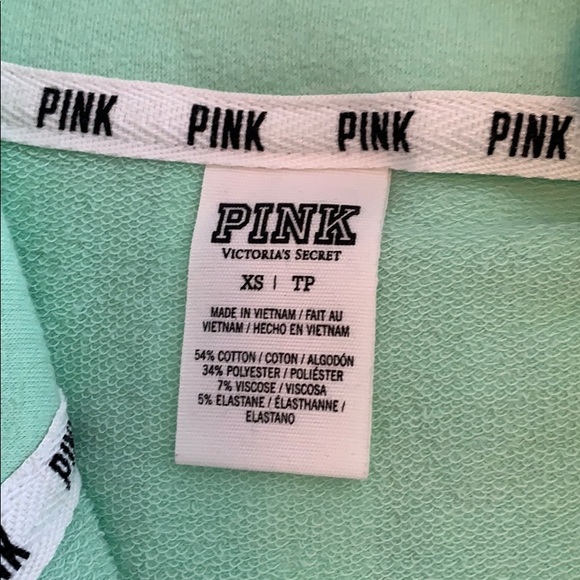 PINK PINK PINK PINK
PINK
VICTORIA'S SECRET
XS | TP
MADE IN VIETNAM / FAIT AU
VIETNAM / HECHO EN VIETNAM
54% COTTON / COTON / ALGODÓN
34% POLYESTER / POLIÉSTER
7% VISCOSE / VISCOSA
5% ELASTANE / ÉLASTHANNE /
ELASTANO
PINK